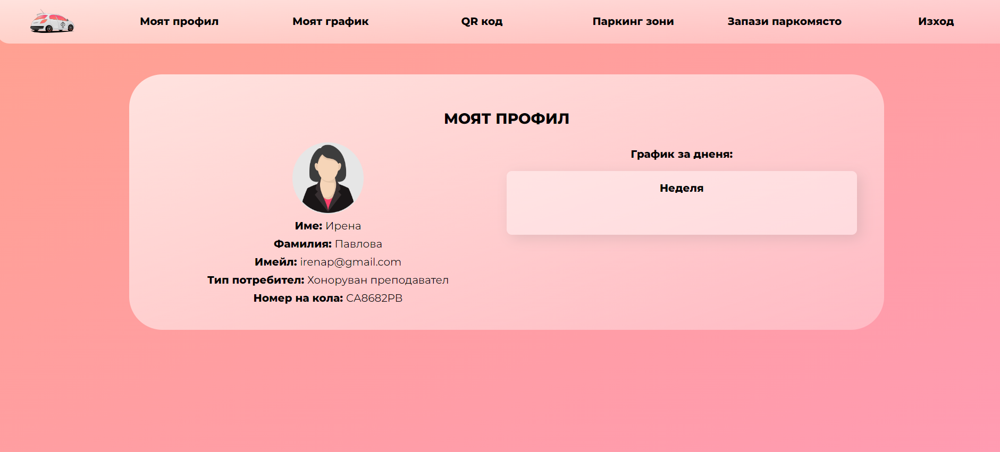 Моят профил
Моят график
QR код
Паркинг зони
Запази паркомясто
Изход
МОЯТ ПРОФИЛ
Име: Ирена
Фамилия: Павлова
Имейл: irenap@gmail.com
Тип потребител: Хоноруван преподавател
Номер на кола: CA8682PB
График за дненя:
Неделя